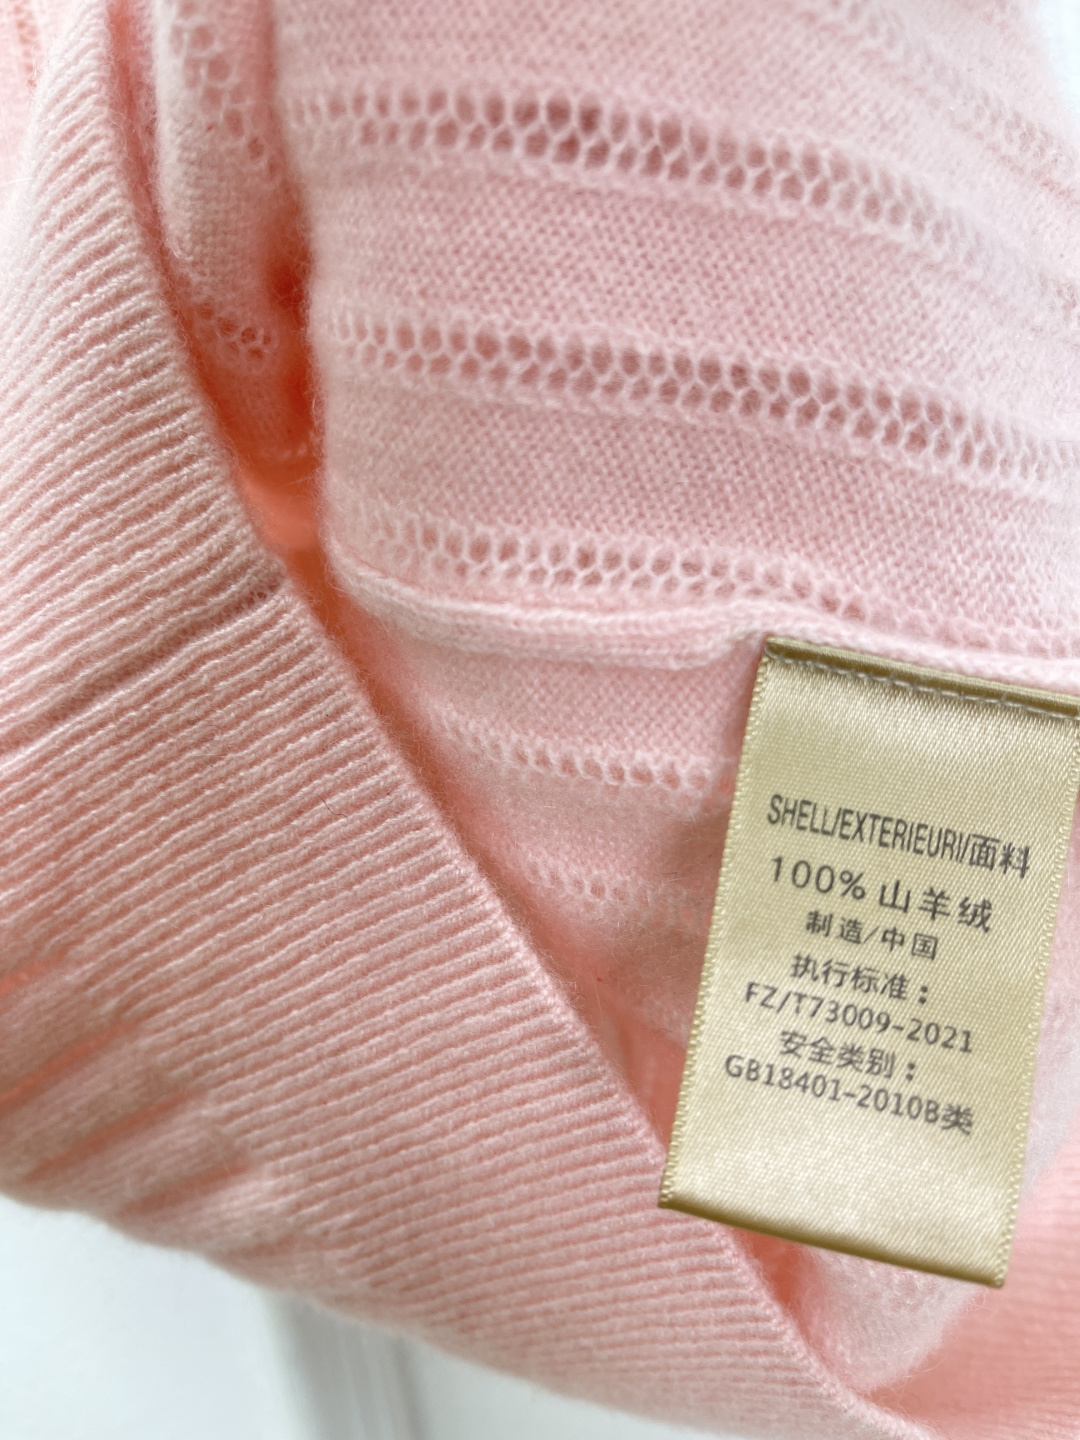 SHELL/EXTERIEURI/面料
100% 山羊绒
制造/中国
执行标准：
FZ/T73009-2021
安全类别：
GB18401-2010B类